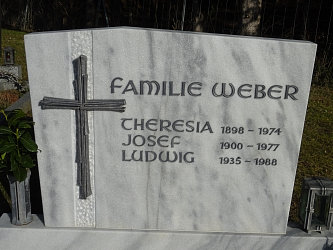 FAMILIE WEBER
THERESIA 1898 - 1974
JOSEF 1900 - 1977
LUDWIG 1935 - 1988